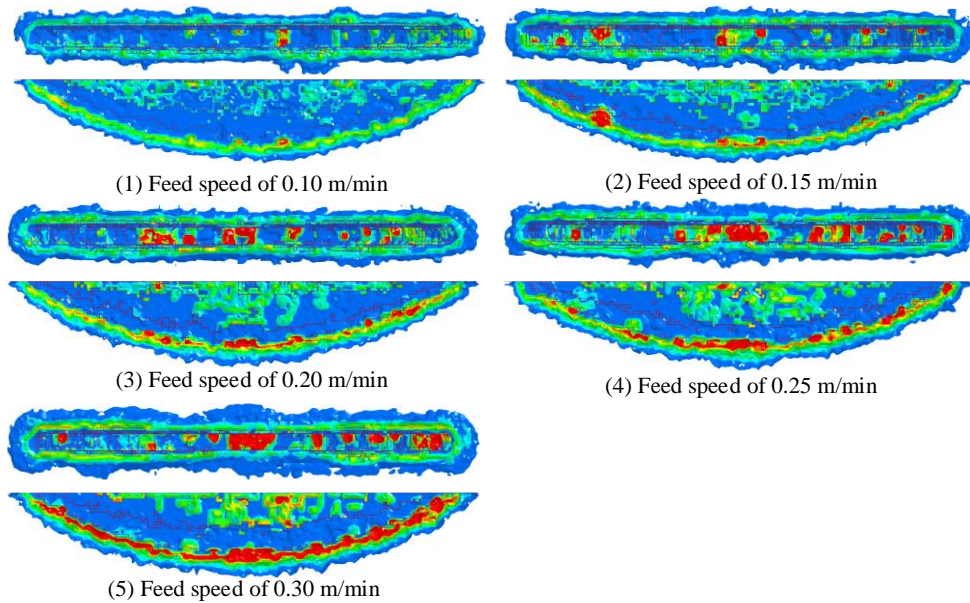 (1) Feed speed of 0.10 m/min
(2) Feed speed of 0.15 m/min
(3) Feed speed of 0.20 m/min
(4) Feed speed of 0.25 m/min
(5) Feed speed of 0.30 m/min